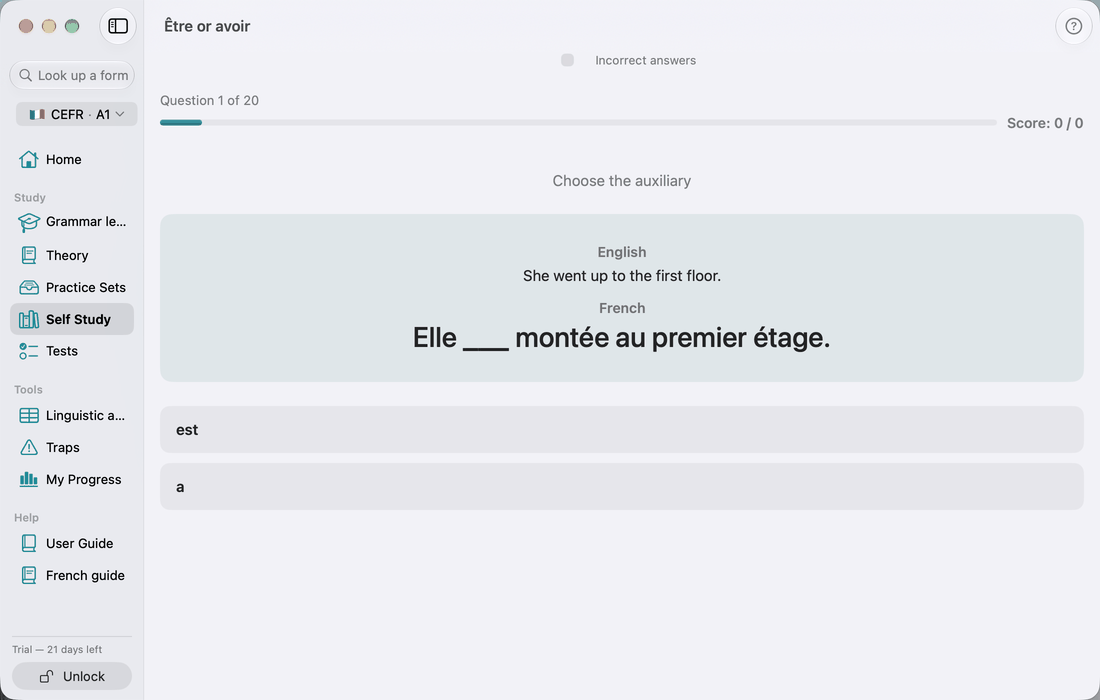 Être or avoir
Incorrect answers
Look up a form
CEFR · A1
Question 1 of 20
Score: 0 / 0
Home
Study
Grammar le...
Theory
Practice Sets
Self Study
Tests
Tools
Linguistic a...
Traps
My Progress
Help
User Guide
French guide
Trial — 21 days left
Unlock
Choose the auxiliary
English
She went up to the first floor.
French
Elle ___ montée au premier étage.
est
a